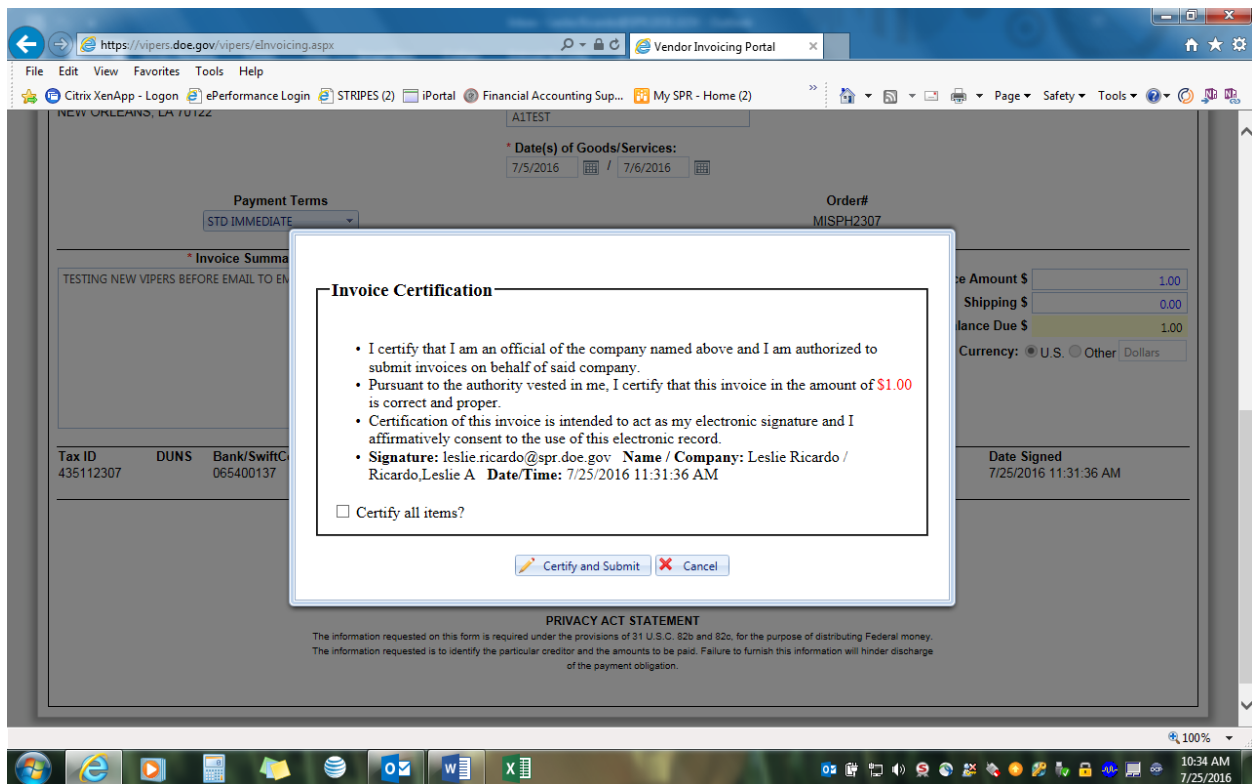 https://vipers.doe.gov/vipers/eInvoicing.aspx
Vendor Invoicing Portal
File Edit View Favorites Tools Help
Citrix XenApp - Logon ePerformance Login STRIPES (2) iPortal Financial Accounting Sup... My SPR - Home (2) » Page Safety Tools
NEW ORLEANS, LA 70122
A1TEST
* Date(s) of Goods/Services:
7/5/2016 / 7/6/2016
Payment Terms Order#
STD IMMEDIATE MISPH2307
* Invoice Summa
TESTING NEW VIPERS BEFORE EMAIL TO EM
ce Amount $ 1.00
Shipping $ 0.00
lance Due $ 1.00
Currency: U.S. Other Dollars
Invoice Certification
• I certify that I am an official of the company named above and I am authorized to
submit invoices on behalf of said company.
• Pursuant to the authority vested in me, I certify that this invoice in the amount of $1.00
is correct and proper.
• Certification of this invoice is intended to act as my electronic signature and I
affirmatively consent to the use of this electronic record.
• Signature: leslie.ricardo@spr.doe.gov Name / Company: Leslie Ricardo /
Ricardo,Leslie A Date/Time: 7/25/2016 11:31:36 AM
Certify all items?
Certify and Submit Cancel
Tax ID DUNS Bank/SwiftC Date Signed
435112307 065400137 7/25/2016 11:31:36 AM
PRIVACY ACT STATEMENT
The information requested on this form is required under the provisions of 31 U.S.C. 82b and 82c, for the purpose of distributing Federal money.
The information requested is to identify the particular creditor and the amounts to be paid. Failure to furnish this information will hinder discharge
of the payment obligation.
100%
10:34 AM
7/25/2016